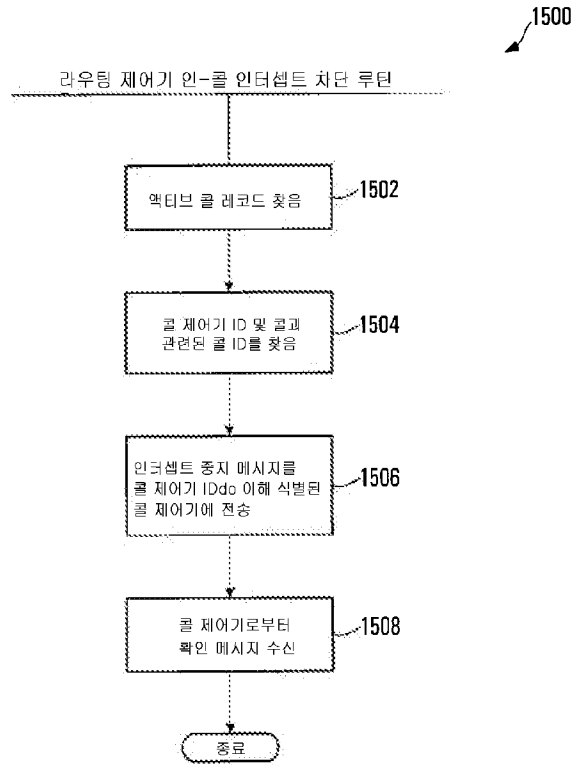 1500
라우팅 제어기 인-콜 인터셉트 차단 루틴
액티브 콜 레코드 찾음
1502
콜 제어기 ID 및 콜과
관련된 콜 ID를 찾음
1504
인터셉트 중지 메시지를
콜 제어기 IDdo 이해 식별된
콜 제어기에 전송
1506
콜 제어기로부터
확인 메시지 수신
1508
종료